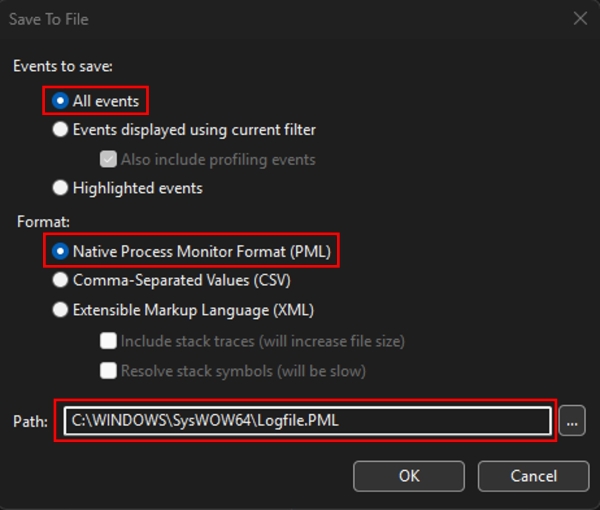 Save To File
Events to save:
All events
Events displayed using current filter
Also include profiling events
Highlighted events
Format:
Native Process Monitor Format (PML)
Comma-Separated Values (CSV)
Extensible Markup Language (XML)
Include stack traces (will increase file size)
Resolve stack symbols (will be slow)
Path: C:\WINDOWS\SysWOW64\Logfile.PML ...
OK Cancel